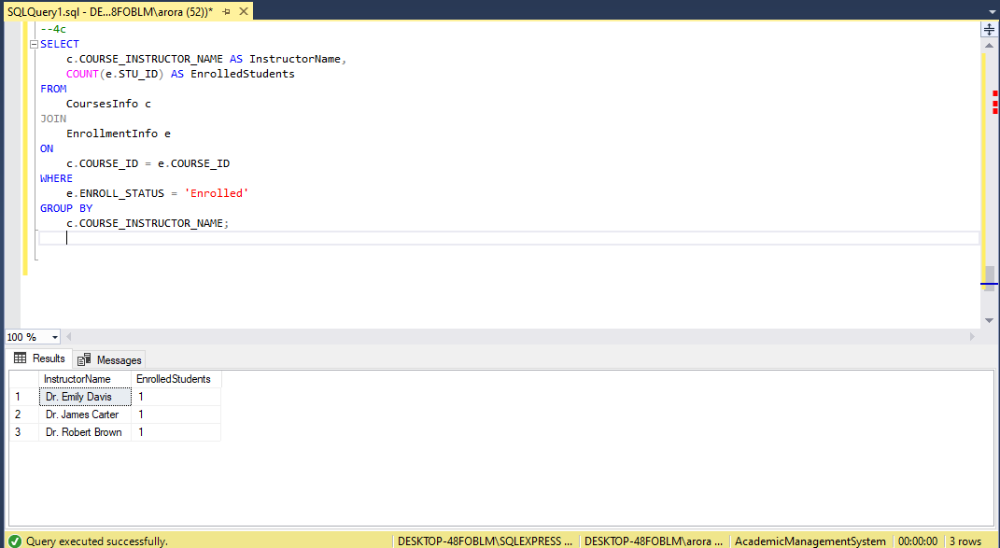 SQLQuery1.sql - DE...8FOBLM\arora (52))*
--4c
SELECT
c.COURSE_INSTRUCTOR_NAME AS InstructorName,
COUNT(e.STU_ID) AS EnrolledStudents
FROM
CoursesInfo c
JOIN
EnrollmentInfo e
ON
c.COURSE_ID = e.COURSE_ID
WHERE
e.ENROLL_STATUS = 'Enrolled'
GROUP BY
c.COURSE_INSTRUCTOR_NAME;
100 %
Results Messages
InstructorName EnrolledStudents
1 Dr. Emily Davis 1
2 Dr. James Carter 1
3 Dr. Robert Brown 1
Query executed successfully. DESKTOP-48FOBLM\SQLEXPRESS ... DESKTOP-48FOBLM\arora ... AcademicManagementSystem 00:00:00 3 rows